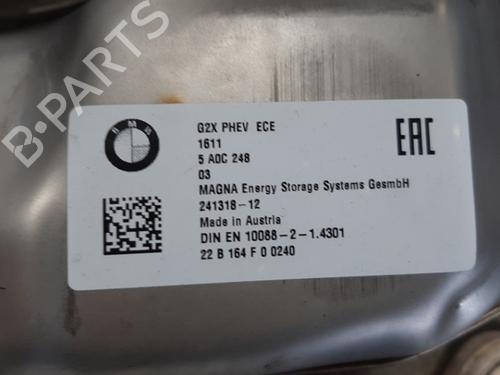 B-PARTS
BMW
G2X PHEV ECE
1611
5 A0C 248
03
MAGNA Energy Storage Systems GesmbH
241318-12
Made in Austria
DIN EN 10088-2-1.4301
22 B 164 F 0 0240
EAC